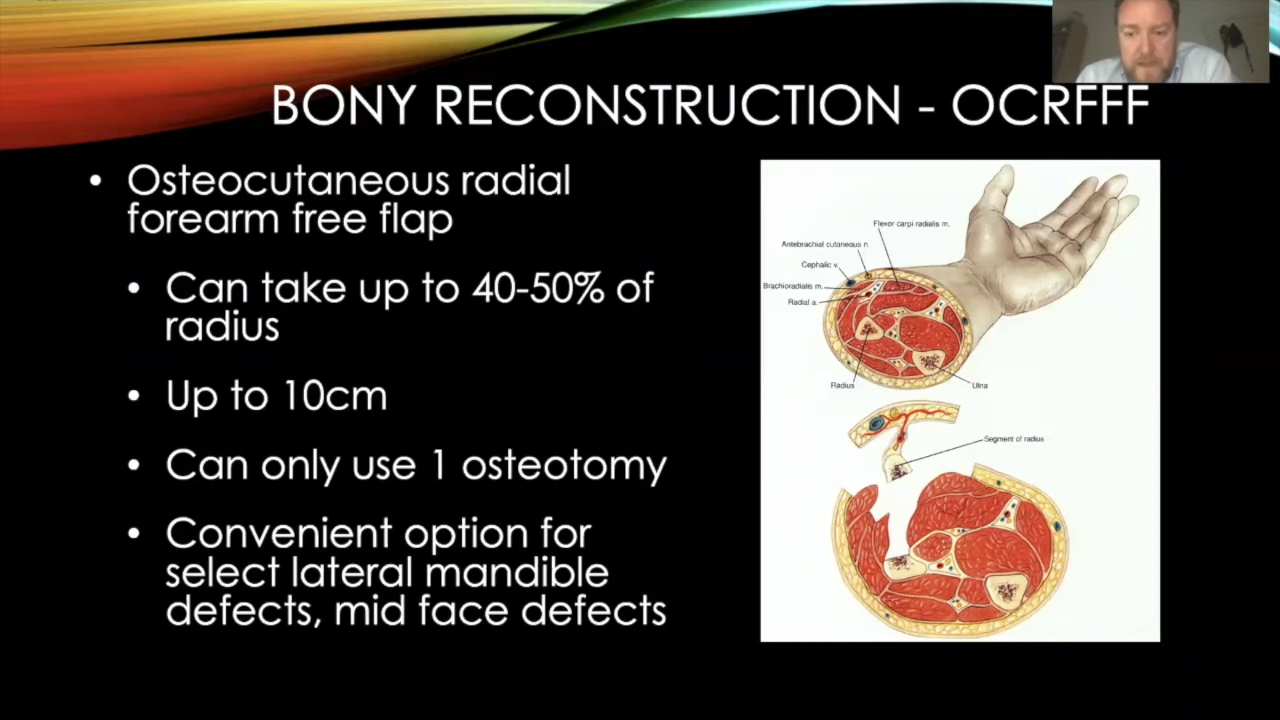 BONY RECONSTRUCTION - OCRFFF
• Osteocutaneous radial
forearm free flap
• Can take up to 40-50% of
radius
• Up to 10cm
• Can only use 1 osteotomy
• Convenient option for
select lateral mandible
defects, mid face defects
Flexor carpi radialis m.
Antebrachial cutaneous n.
Cephalic v.
Brachioradialis m.
Radial a.
Radius
Ulna
Segment of radius